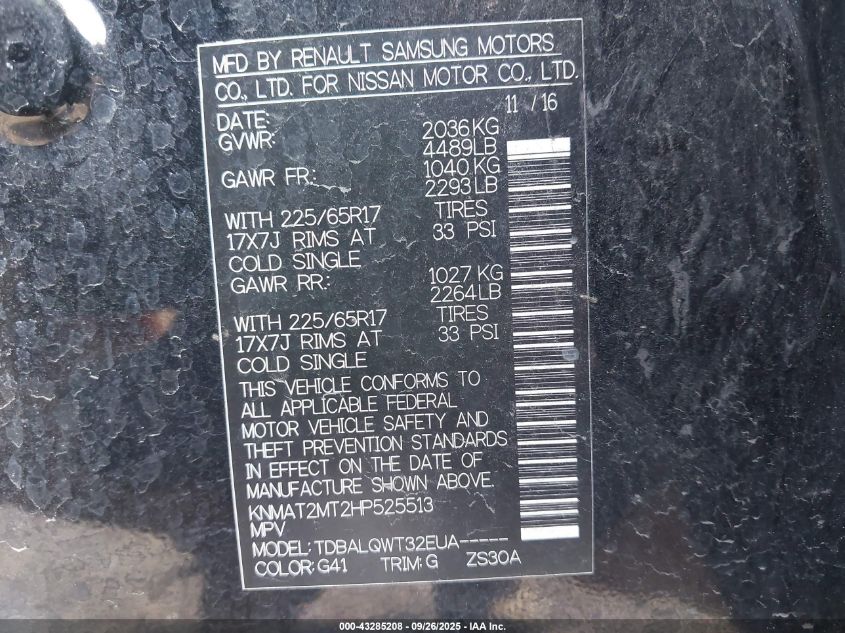 MFD BY RENAULT SAMSUNG MOTORS
CO., LTD. FOR NISSAN MOTOR CO., LTD.
DATE: 11 / 16
GVWR: 2036 KG
4489LB
GAWR FR.: 1040 KG
2293 LB
WITH 225/65R17 TIRES
17X7J RIMS AT 33 PSI
COLD SINGLE
GAWR RR.: 1027 KG
2264LB
WITH 225/65R17 TIRES
17X7J RIMS AT 33 PSI
COLD SINGLE
THIS VEHICLE CONFORMS TO
ALL APPLICABLE FEDERAL
MOTOR VEHICLE SAFETY AND
THEFT PREVENTION STANDARDS
IN EFFECT ON THE DATE OF
MANUFACTURE SHOWN ABOVE.
KNMAT2MT2HP525513
MPV
MODEL: TDBALQWT32EUA-----
COLOR: G41 TRIM: G ZS30A
000-43285208 - 09/26/2025 - IAA Inc.